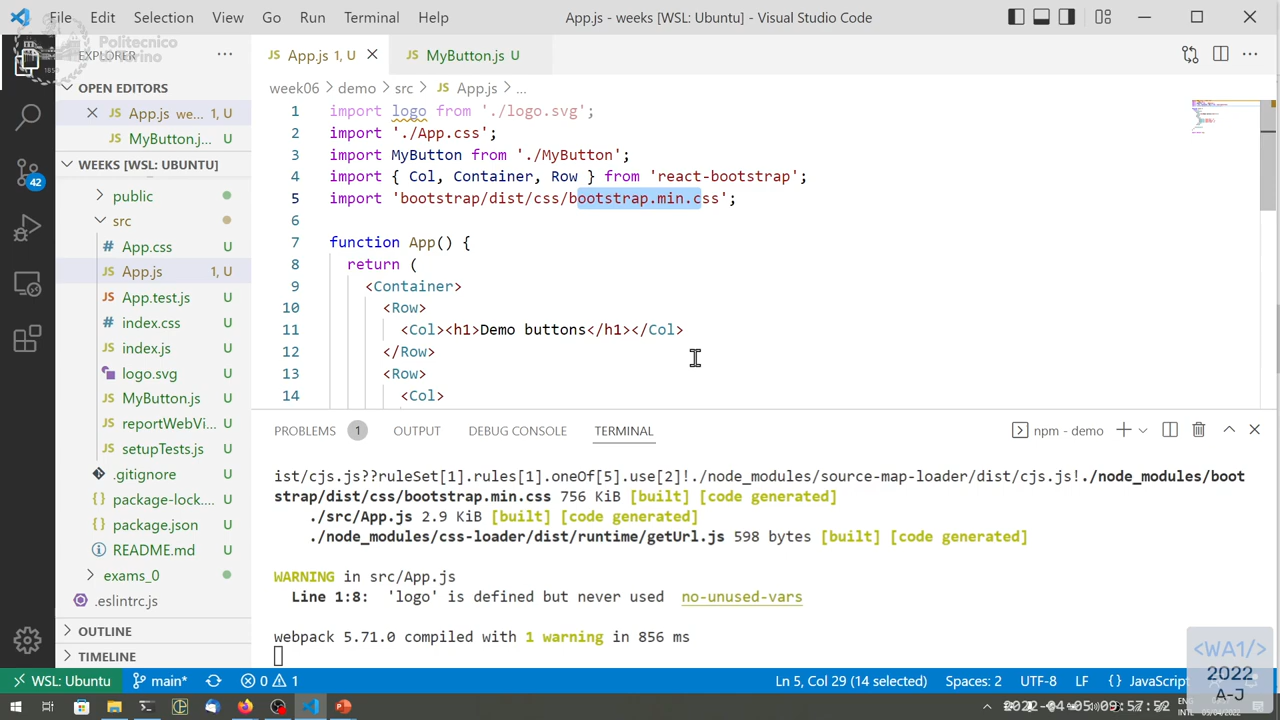 File Edit Selection View Go Run Terminal Help
App.js - weeks [WSL: Ubuntu] - Visual Studio Code
Politecnico
di Torino
1859
EXPLORER
OPEN EDITORS
App.js we... 1, U
MyButton.j... U
WEEKS [WSL: UBUNTU]
public
src
App.css U
App.js 1, U
App.test.js U
index.css U
index.js U
logo.svg U
MyButton.js U
reportWebVi... U
setupTests.js U
.gitignore U
package-lock.... U
package.json U
README.md U
exams_0
.eslintrc.js
OUTLINE
TIMELINE
42
App.js 1, U
MyButton.js U
week06 > demo > src > App.js > ...
1 import logo from './logo.svg';
2 import './App.css';
3 import MyButton from './MyButton';
4 import { Col, Container, Row } from 'react-bootstrap';
5 import 'bootstrap/dist/css/bootstrap.min.css';
6
7 function App() {
8 return (
9 <Container>
10 <Row>
11 <Col><h1>Demo buttons</h1></Col>
12 </Row>
13 <Row>
14 <Col>
PROBLEMS 1 OUTPUT DEBUG CONSOLE TERMINAL
npm - demo
ist/cjs.js??ruleSet[1].rules[1].oneOf[5].use[2]!./node_modules/source-map-loader/dist/cjs.js!./node_modules/boot
strap/dist/css/bootstrap.min.css 756 KiB [built] [code generated]
./src/App.js 2.9 KiB [built] [code generated]
./node_modules/css-loader/dist/runtime/getUrl.js 598 bytes [built] [code generated]
WARNING in src/App.js
Line 1:8: 'logo' is defined but never used no-unused-vars
webpack 5.71.0 compiled with 1 warning in 856 ms
WSL: Ubuntu main* 0 1
Ln 5, Col 29 (14 selected) Spaces: 2 UTF-8 LF {} JavaScript
<WA1/>
2022
A-J
2022-04-05 09:57:52